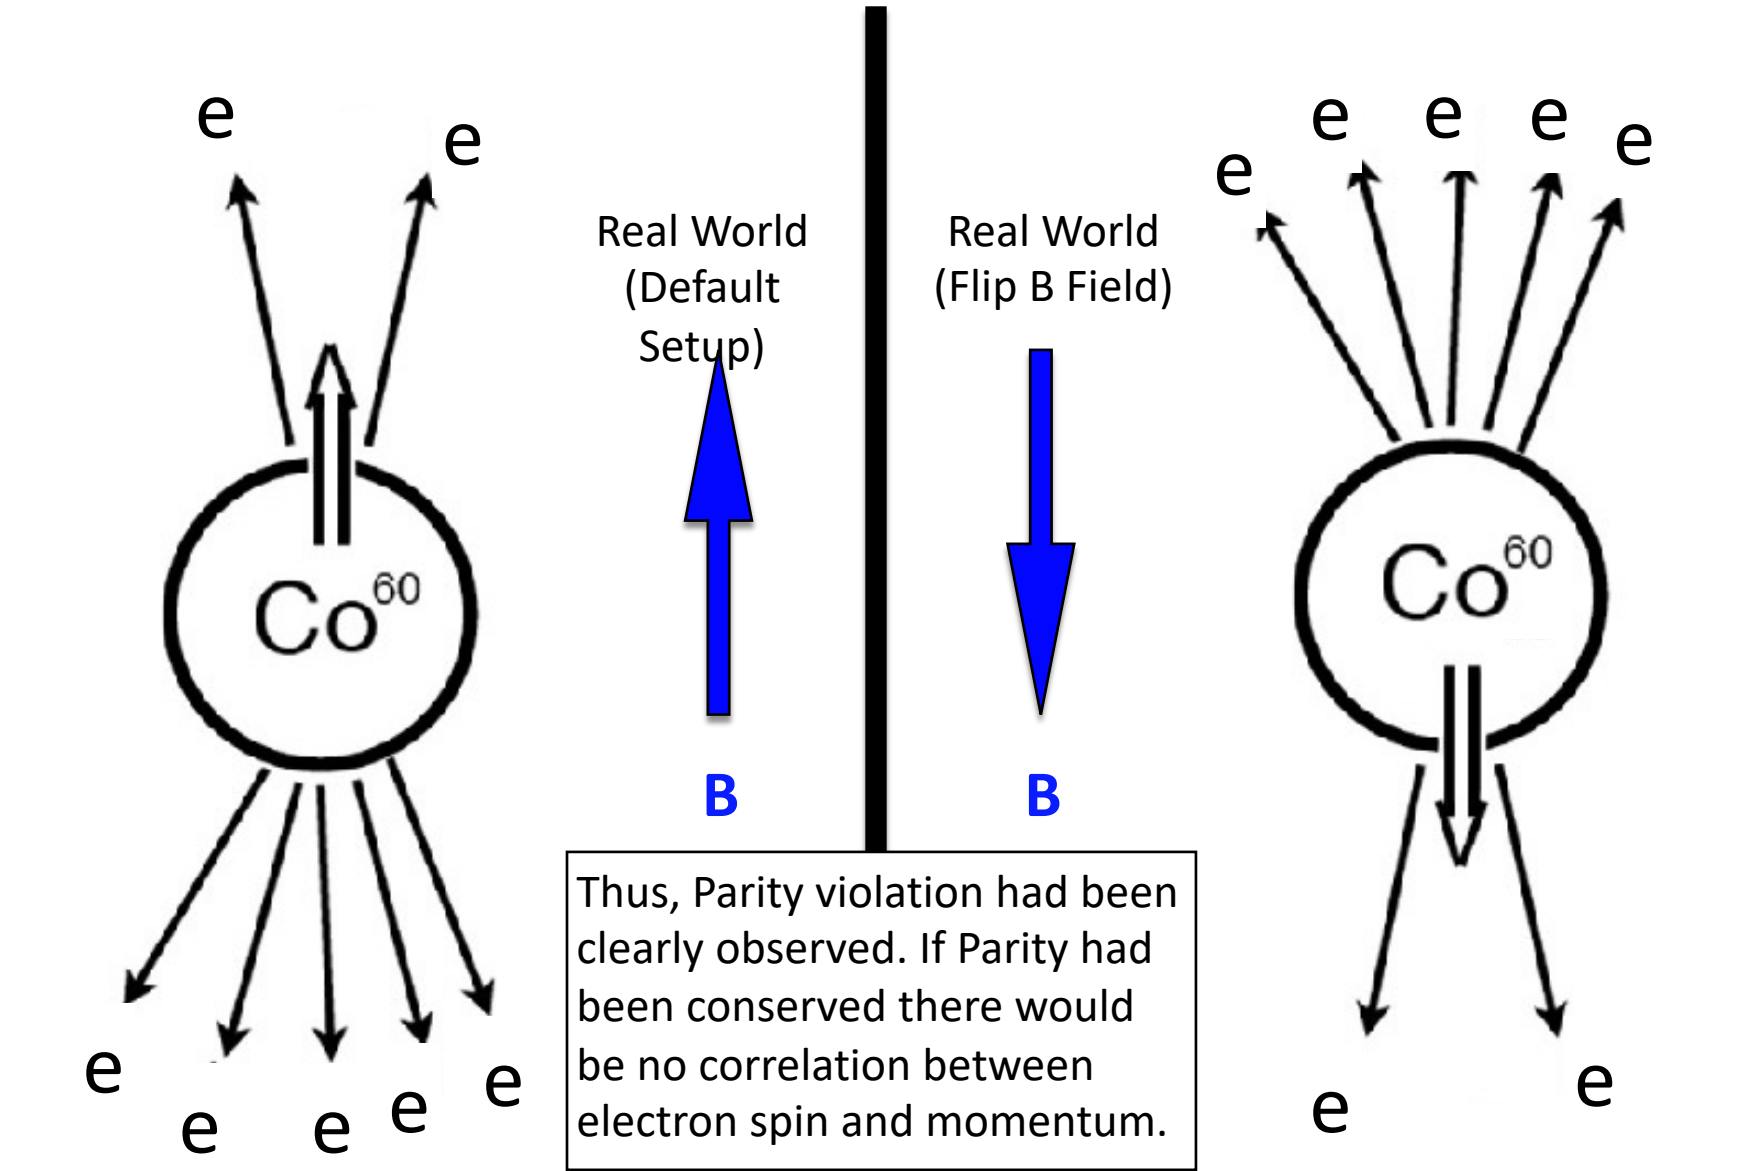 e
e
e
e
e
e
e
Real World
(Default
Setup)
Real World
(Flip B Field)
Co60
Co60
B
B
Thus, Parity violation had been
clearly observed. If Parity had
been conserved there would
be no correlation between
electron spin and momentum.
e
e
e
e
e
e
e